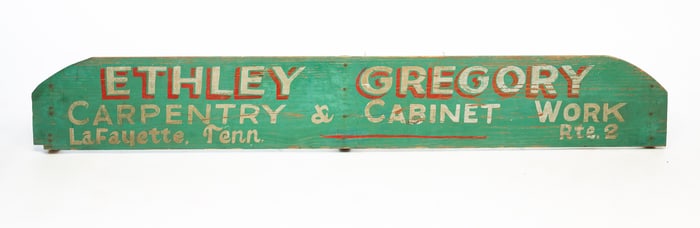 ETHLEY GREGORY
CARPENTRY & CABINET WORK
LaFayette, Tenn. Rte. 2